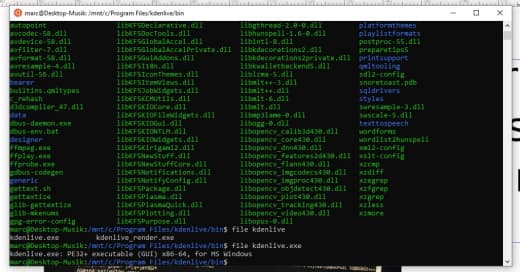 marc@Desktop-Musik: /mnt/c/Program Files/kdenlive/bin
autopoint libKF5Declarative.dll libgthread-2.0-0.dll platformthemes
avcodec-58.dll libKF5DocTools.dll libhunspell-1.6-0.dll playlistformats
avdevice-58.dll libKF5GlobalAccel.dll libintl-8.dll postproc-55.dll
avfilter-7.dll libKF5GlobalAccelPrivate.dll libkdecorations2.dll preparetips5
avformat-58.dll libKF5GuiAddons.dll libkdecorations2private.dll printsupport
avresample-4.dll libKF5I18n.dll libkwalletbackend5.dll qmltooling
avutil-56.dll libKF5IconThemes.dll liblzma-5.dll sdl2-config
bearer libKF5ItemViews.dll libmlt++-3.dll snoretoast.pdb
builtins.qmltypes libKF5JobWidgets.dll libmlt++.dll sqldrivers
c_rehash libKF5KCMUtils.dll libmlt-6.dll styles
d3dcompiler_47.dll libKF5KIOCore.dll libmlt.dll swresample-3.dll
data libKF5KIOFileWidgets.dll libmp3lame-0.dll swscale-5.dll
dbus-daemon.exe libKF5KIOGui.dll libogg-0.dll texttospeech
dbus-env.bat libKF5KIONTLM.dll libopencv_calib3d430.dll wordforms
designer libKF5KIOWidgets.dll libopencv_core430.dll wordlist2hunspell
ffmpeg.exe libKF5Kirigami2.dll libopencv_dnn430.dll xml2-config
ffplay.exe libKF5NewStuff.dll libopencv_features2d430.dll xslt-config
ffprobe.exe libKF5NewStuffCore.dll libopencv_flann430.dll xzcmp
gdbus-codegen libKF5Notifications.dll libopencv_imgcodecs430.dll xzdiff
generic libKF5NotifyConfig.dll libopencv_imgproc430.dll xzegrep
gettext.sh libKF5Package.dll libopencv_objdetect430.dll xzfgrep
gettextize libKF5Plasma.dll libopencv_plot430.dll xzgrep
glib-gettextize libKF5PlasmaQuick.dll libopencv_tracking430.dll xzless
glib-mkenums libKF5Plotting.dll libopencv_video430.dll xzmore
gpg-error-config libKF5Purpose.dll libopus-0.dll
marc@Desktop-Musik:/mnt/c/Program Files/kdenlive/bin$ file kdenlive
kdenlive.exe kdenlive_render.exe
marc@Desktop-Musik:/mnt/c/Program Files/kdenlive/bin$ file kdenlive.exe
kdenlive.exe: PE32+ executable (GUI) x86-64, for MS Windows
marc@Desktop-Musik:/mnt/c/Program Files/kdenlive/bin$